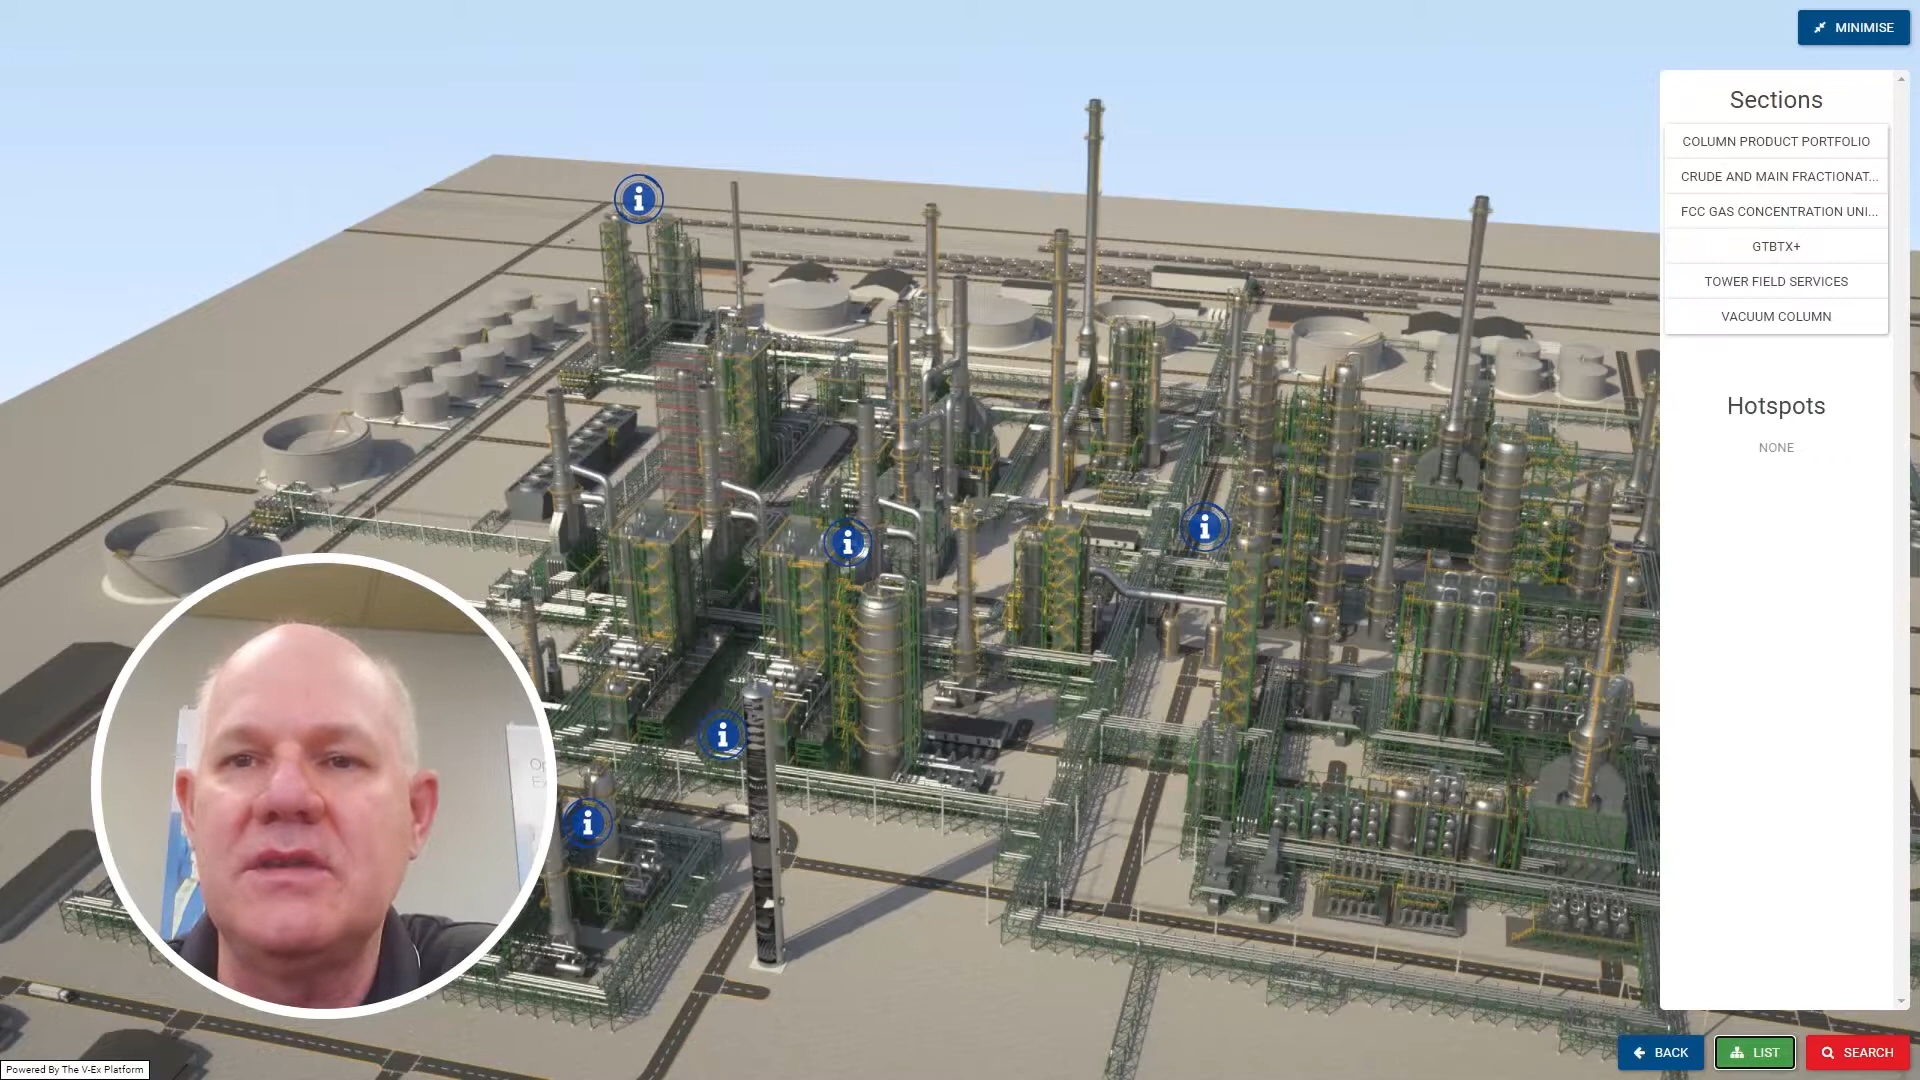 MINIMISE
Sections
COLUMN PRODUCT PORTFOLIO
CRUDE AND MAIN FRACTIONAT...
FCC GAS CONCENTRATION UNI...
GTBTX+
TOWER FIELD SERVICES
VACUUM COLUMN
Hotspots
NONE
BACK
LIST
SEARCH
Powered By The V-Ex Platform